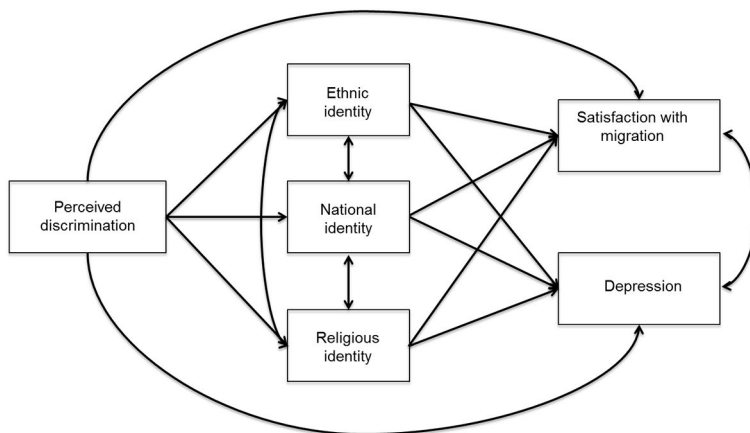 Ethnic
identity
Satisfaction with
migration
Perceived
discrimination
National
identity
Depression
Religious
identity